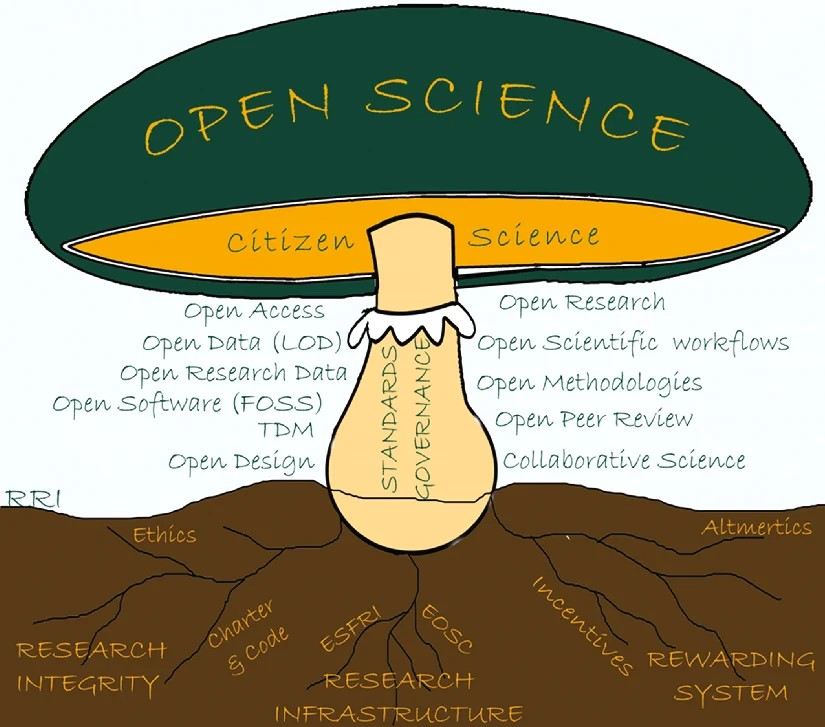 OPEN SCIENCE
Citizen Science
Open Access
Open Data (LOD)
Open Research Data
Open Software (FOSS)
TDM
Open Design
STANDARDS
GOVERNANCE
Open Research
Open Scientific workflows
Open Methodologies
Open Peer Review
Collaborative Science
RRI
Ethics
Altmertics
Charter
& Code
ESFRI
EOSC
Incentives
RESEARCH
INTEGRITY
RESEARCH
INFRASTRUCTURE
REWARDING
SYSTEM